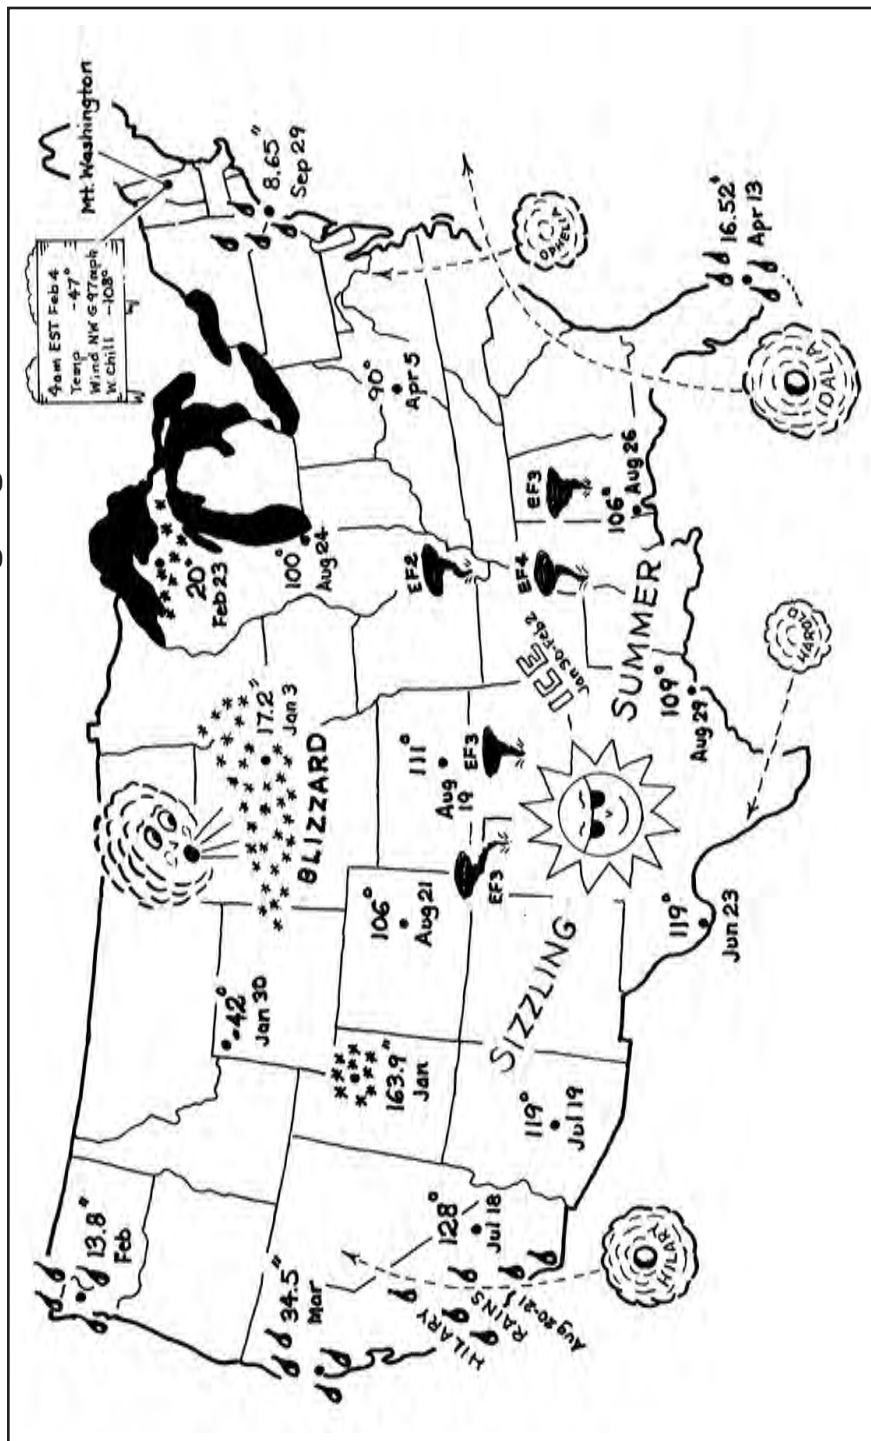 4am EST Feb 4
Temp -47°
Wind NW G 97mph
W. Chill -108°
Mt. Washington
13.8"
Feb
-42°
Jan 30
17.2"
Jan 3
BLIZZARD
20°
Feb 23
100°
Aug 24
8.65"
Sep 29
34.5"
Mar
163.9"
Jan
106°
Aug 21
111°
Aug
19
90°
Apr 5
HILARY
RAINS
Aug 20-21
128°
Jul 18
119°
Jul 19
SIZZLING
SUMMER
EF3
EF3
EF2
EF4
EF3
ICE
Jan 30-Feb 2
106°
Aug 26
109°
Aug 29
119°
Jun 23
16.52"
Apr 13
HILARY
HAROLD
IDALIA
OPHELIA